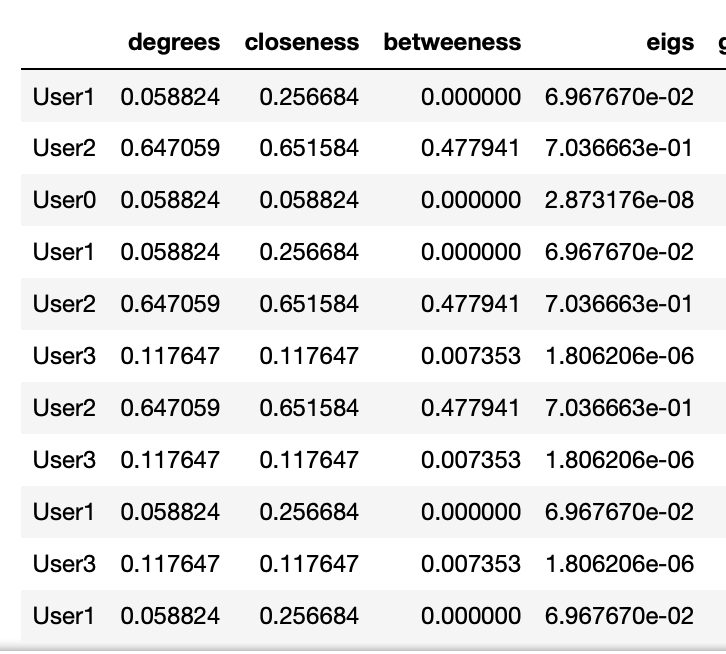 degrees closeness betweeness eigs g
User1 0.058824 0.256684 0.000000 6.967670e-02
User2 0.647059 0.651584 0.477941 7.036663e-01
User0 0.058824 0.058824 0.000000 2.873176e-08
User1 0.058824 0.256684 0.000000 6.967670e-02
User2 0.647059 0.651584 0.477941 7.036663e-01
User3 0.117647 0.117647 0.007353 1.806206e-06
User2 0.647059 0.651584 0.477941 7.036663e-01
User3 0.117647 0.117647 0.007353 1.806206e-06
User1 0.058824 0.256684 0.000000 6.967670e-02
User3 0.117647 0.117647 0.007353 1.806206e-06
User1 0.058824 0.256684 0.000000 6.967670e-02